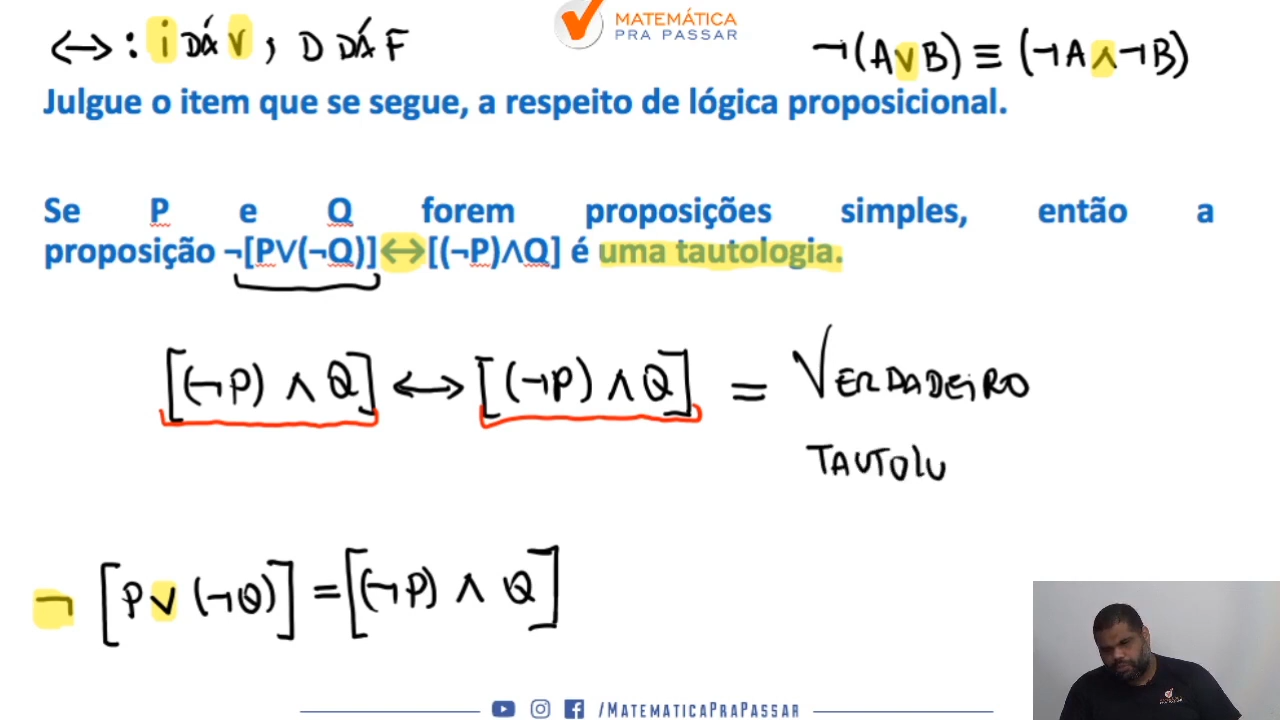 MATEMÁTICA
PRA PASSAR
↔ : i DÁ V ; D DÁ F
¬(A∨B) ≡ (¬A∧¬B)
Julgue o item que se segue, a respeito de lógica proposicional.
Se P e Q forem proposições simples, então a
proposição ¬[P∨(¬Q)]↔[(¬P)∧Q] é uma tautologia.
[(¬P) ∧ Q] ↔ [(¬P) ∧ Q] = VERDADEIRO
TAUTOLU
¬ [P ∨ (¬Q)] = [(¬P) ∧ Q]
/MATEMATICAPRAPASSAR